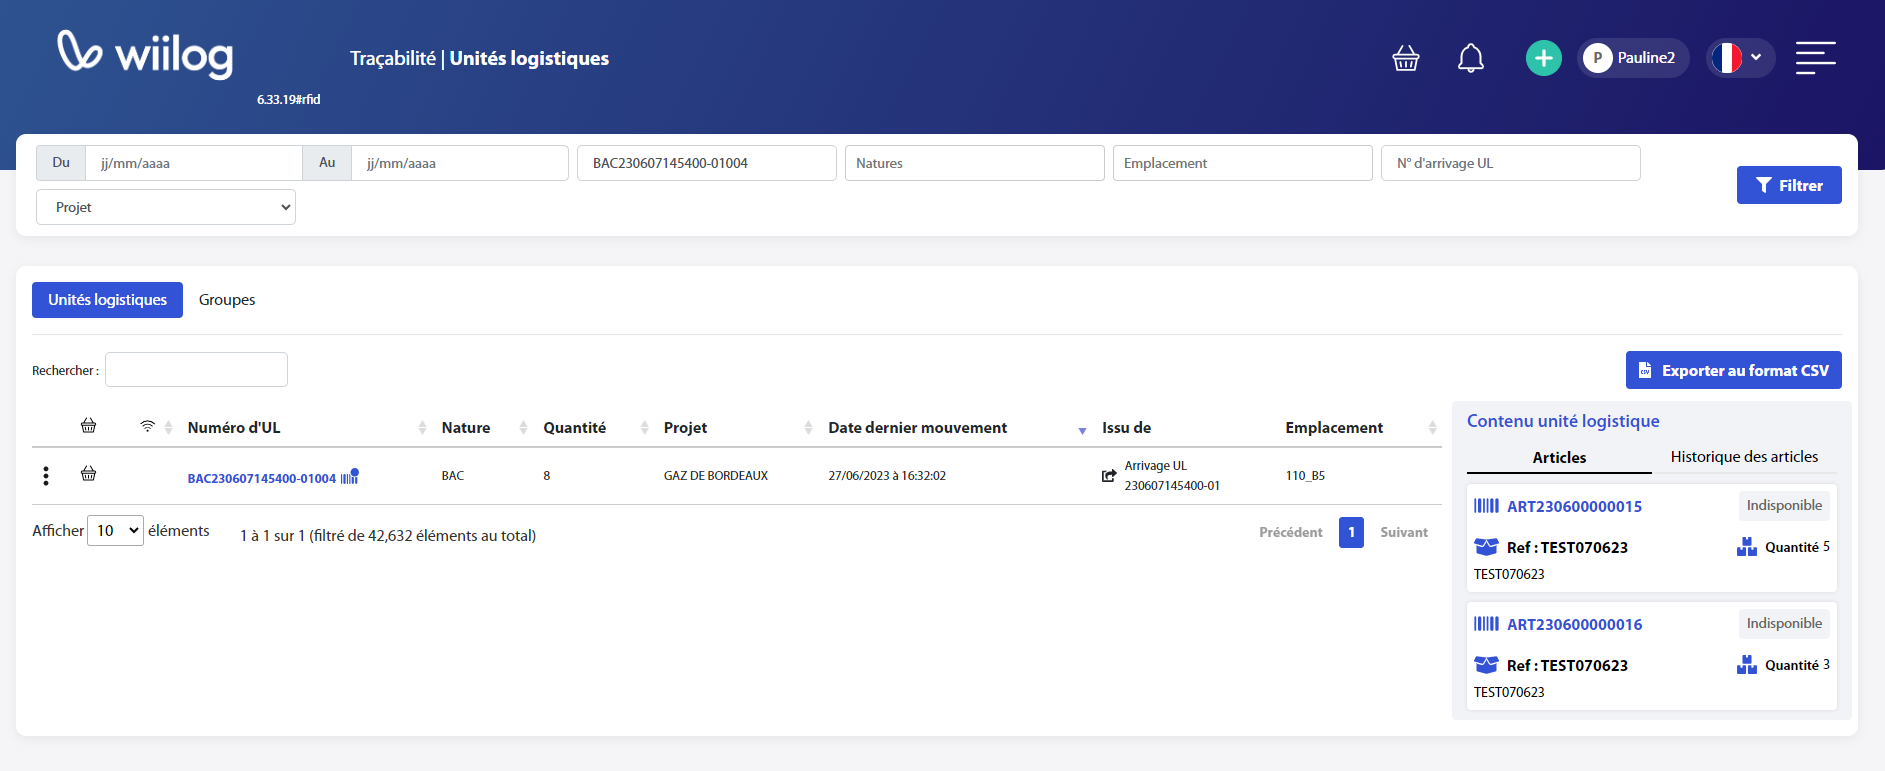 wiilog
6.33.19#rfid
Traçabilité | Unités logistiques
P Pauline2
Du jj/mm/aaaa Au jj/mm/aaaa BAC230607145400-01004 Natures Emplacement N° d'arrivage UL
Projet
Filtrer
Unités logistiques Groupes
Rechercher :
Exporter au format CSV
Numéro d'UL Nature Quantité Projet Date dernier mouvement Issu de Emplacement
BAC230607145400-01004 BAC 8 GAZ DE BORDEAUX 27/06/2023 à 16:32:02 Arrivage UL 110_B5
230607145400-01
Afficher 10 éléments 1 à 1 sur 1 (filtré de 42,632 éléments au total) Précédent 1 Suivant
Contenu unité logistique
Articles Historique des articles
ART230600000015 Indisponible
Ref : TEST070623 Quantité 5
TEST070623
ART230600000016 Indisponible
Ref : TEST070623 Quantité 3
TEST070623